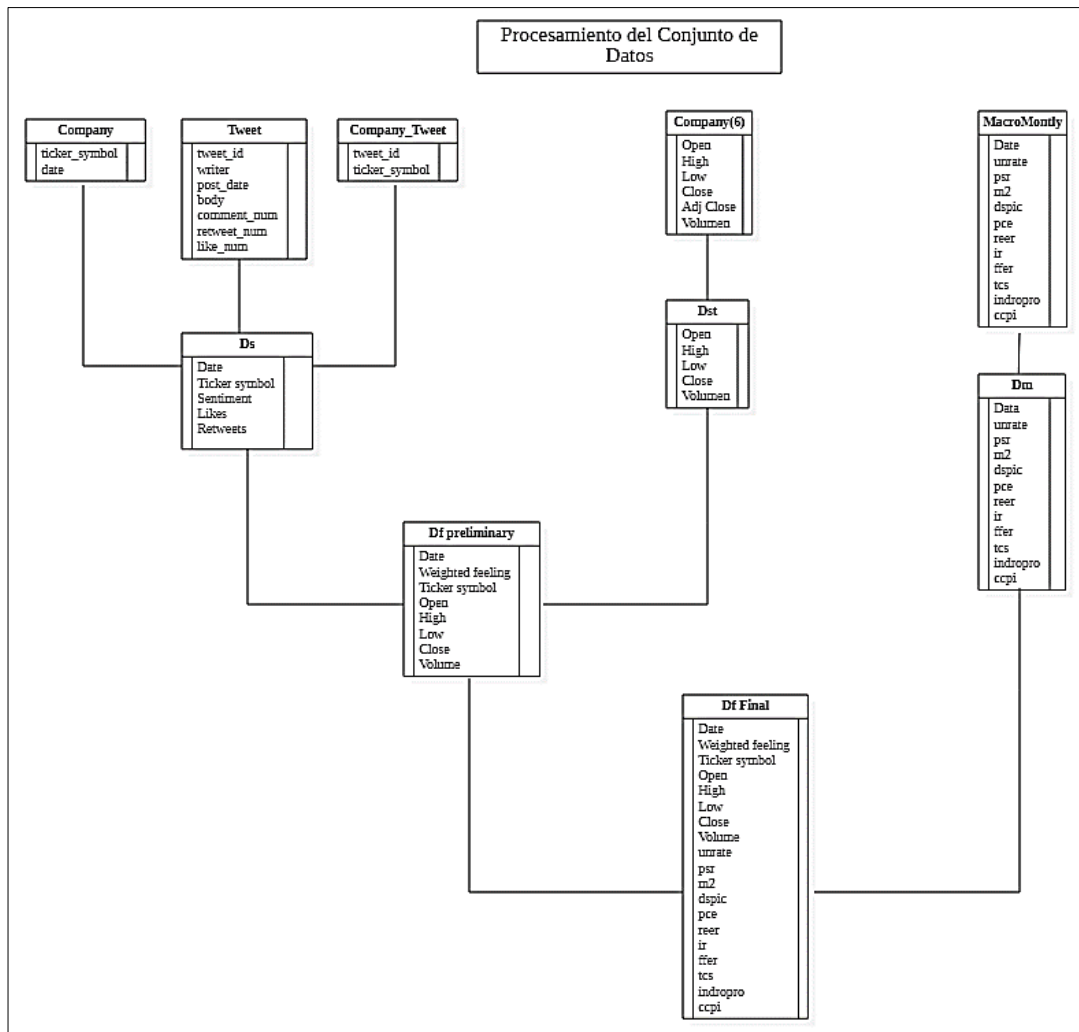 Procesamiento del Conjunto de
Datos
Company
ticker_symbol
date
Tweet
tweet_id
writer
post_date
body
comment_num
retweet_num
like_num
Company_Tweet
tweet_id
ticker_symbol
Company(6)
Open
High
Low
Close
Adj Close
Volumen
MacroMontly
Date
unrate
psr
m2
dspic
pce
reer
ir
ffer
tcs
indropro
ccpi
Ds
Date
Ticker symbol
Sentiment
Likes
Retweets
Dst
Open
High
Low
Close
Volumen
Dm
Data
unrate
psr
m2
dspic
pce
reer
ir
ffer
tcs
indropro
ccpi
Df preliminary
Date
Weighted feeling
Ticker symbol
Open
High
Low
Close
Volume
Df Final
Date
Weighted feeling
Ticker symbol
Open
High
Low
Close
Volume
unrate
psr
m2
dspic
pce
reer
ir
ffer
tcs
indropro
ccpi